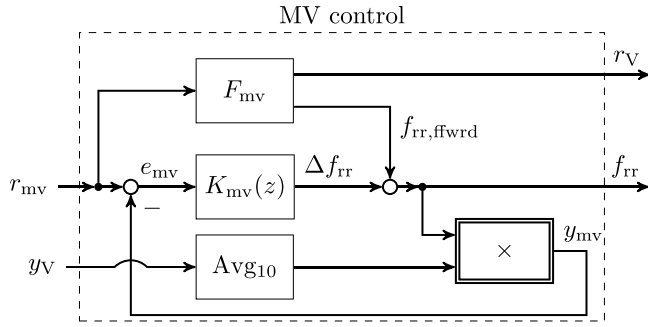 MV control
r_V
F_mv
f_rr,ffwrd
r_mv
e_mv
K_mv(z)
Δf_rr
f_rr
−
y_V
Avg_10
×
y_mv